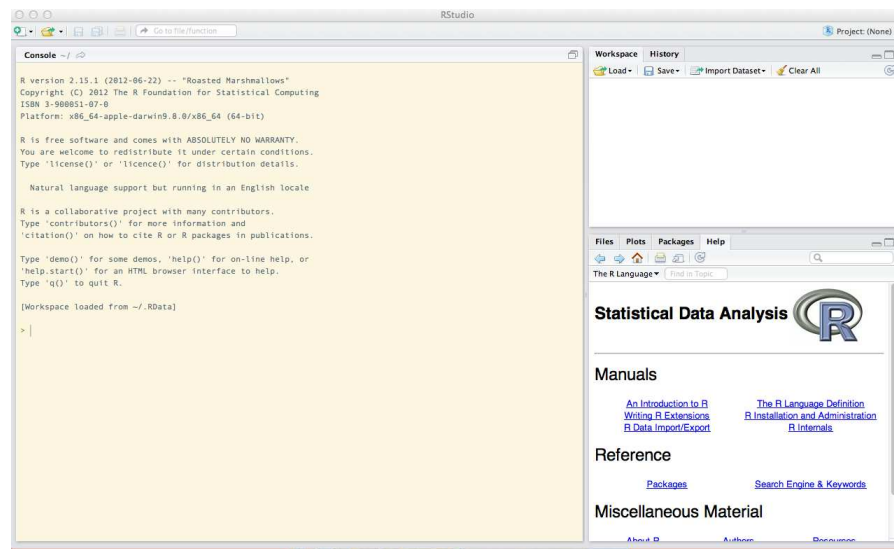 RStudio
Go to file/function
Project: (None)
Console ~/
R version 2.15.1 (2012-06-22) -- "Roasted Marshmallows"
Copyright (C) 2012 The R Foundation for Statistical Computing
ISBN 3-900051-07-0
Platform: x86_64-apple-darwin9.8.0/x86_64 (64-bit)
R is free software and comes with ABSOLUTELY NO WARRANTY.
You are welcome to redistribute it under certain conditions.
Type 'license()' or 'licence()' for distribution details.
Natural language support but running in an English locale
R is a collaborative project with many contributors.
Type 'contributors()' for more information and
'citation()' on how to cite R or R packages in publications.
Type 'demo()' for some demos, 'help()' for on-line help, or
'help.start()' for an HTML browser interface to help.
Type 'q()' to quit R.
[Workspace loaded from ~/.RData]
>
Workspace History
Load Save Import Dataset Clear All
Files Plots Packages Help
The R Language Find in Topic
Statistical Data Analysis R
Manuals
An Introduction to R The R Language Definition
Writing R Extensions R Installation and Administration
R Data Import/Export R Internals
Reference
Packages Search Engine & Keywords
Miscellaneous Material
About R Authors Resources